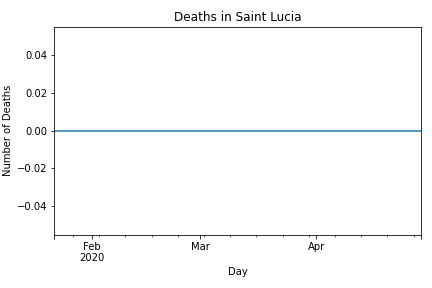 Deaths in Saint Lucia
Number of Deaths
0.04
0.02
0.00
−0.02
−0.04
Feb
2020
Mar
Apr
Day